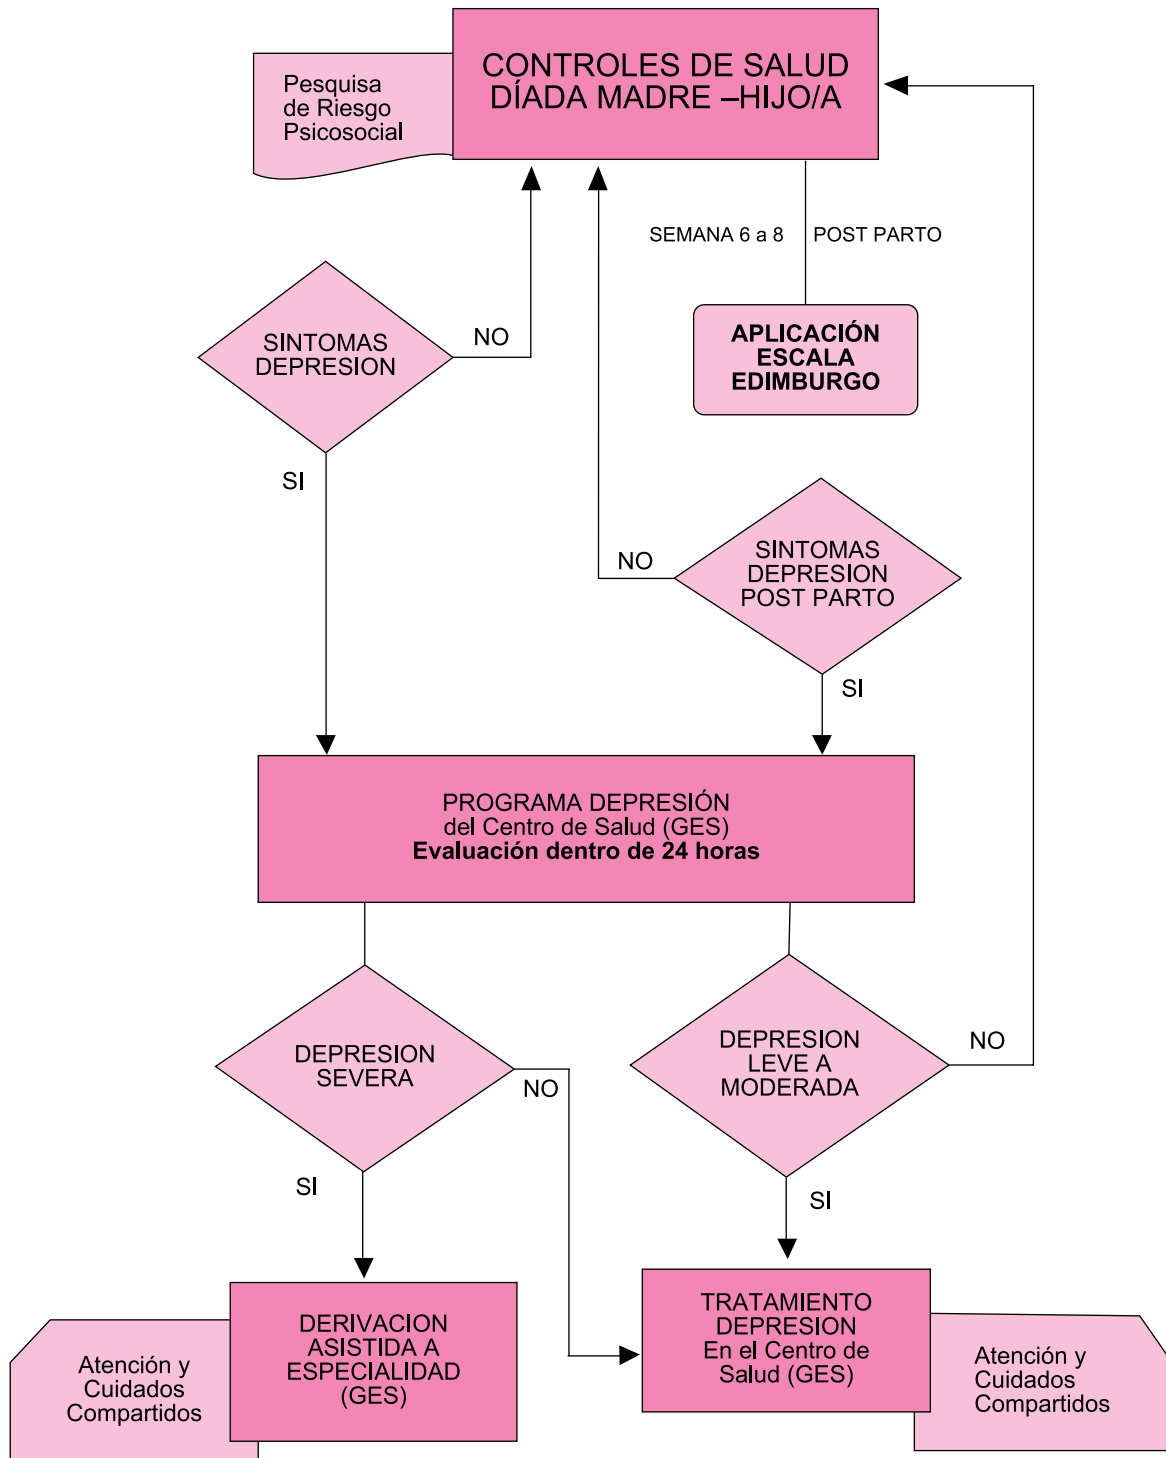 CONTROLES DE SALUD
DÍADA MADRE –HIJO/A
Pesquisa
de Riesgo
Psicosocial
SEMANA 6 a 8
POST PARTO
APLICACIÓN
ESCALA
EDIMBURGO
SINTOMAS
DEPRESION
NO
SI
SINTOMAS
DEPRESION
POST PARTO
NO
SI
PROGRAMA DEPRESIÓN
del Centro de Salud (GES)
Evaluación dentro de 24 horas
DEPRESION
SEVERA
NO
SI
DEPRESION
LEVE A
MODERADA
NO
SI
DERIVACION
ASISTIDA A
ESPECIALIDAD
(GES)
Atención y
Cuidados
Compartidos
TRATAMIENTO
DEPRESION
En el Centro de
Salud (GES)
Atención y
Cuidados
Compartidos